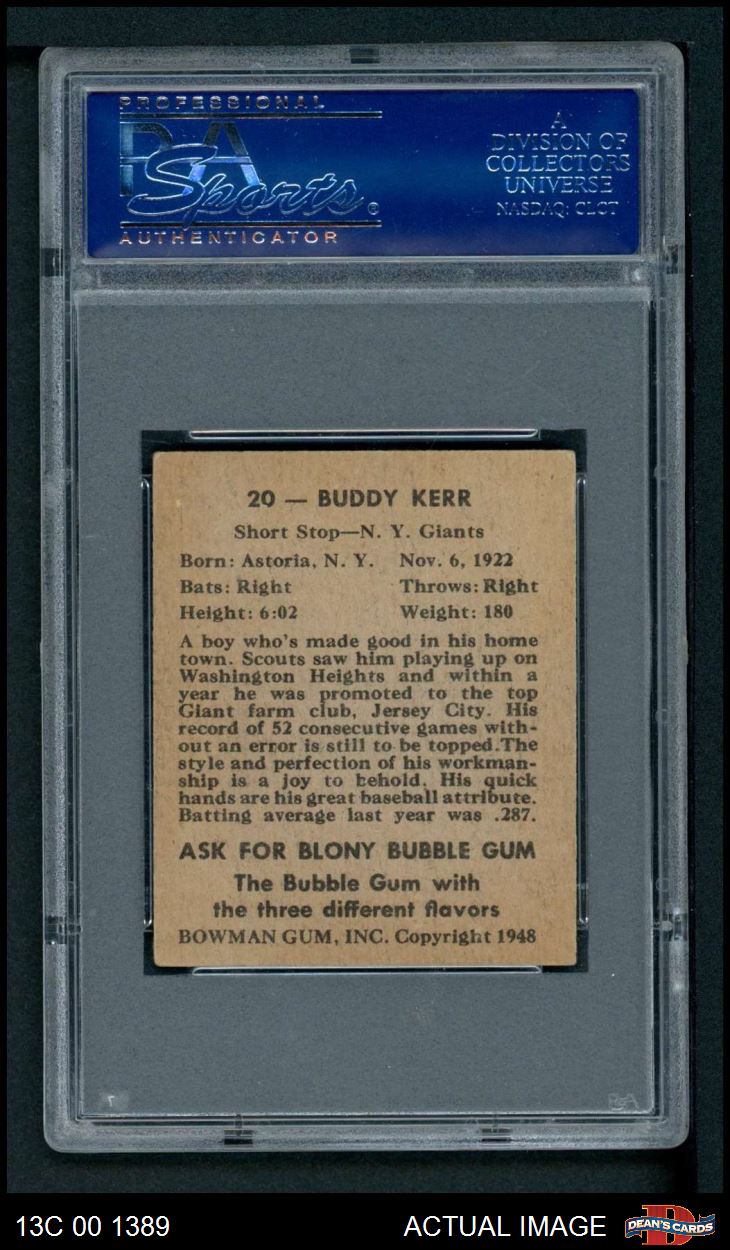 PROFESSIONAL
PSA
Sports
AUTHENTICATOR
A
DIVISION OF
COLLECTORS
UNIVERSE
NASDAQ: CLCT
20 — BUDDY KERR
Short Stop—N. Y. Giants
Born: Astoria, N. Y. Nov. 6, 1922
Bats: Right Throws: Right
Height: 6:02 Weight: 180
A boy who's made good in his home
town. Scouts saw him playing up on
Washington Heights and within a
year he was promoted to the top
Giant farm club, Jersey City. His
record of 52 consecutive games with-
out an error is still to be topped.The
style and perfection of his workman-
ship is a joy to behold. His quick
hands are his great baseball attribute.
Batting average last year was .287.
ASK FOR BLONY BUBBLE GUM
The Bubble Gum with
the three different flavors
BOWMAN GUM, INC. Copyright 1948
PSA
13C 00 1389 ACTUAL IMAGE DEAN'S CARDS